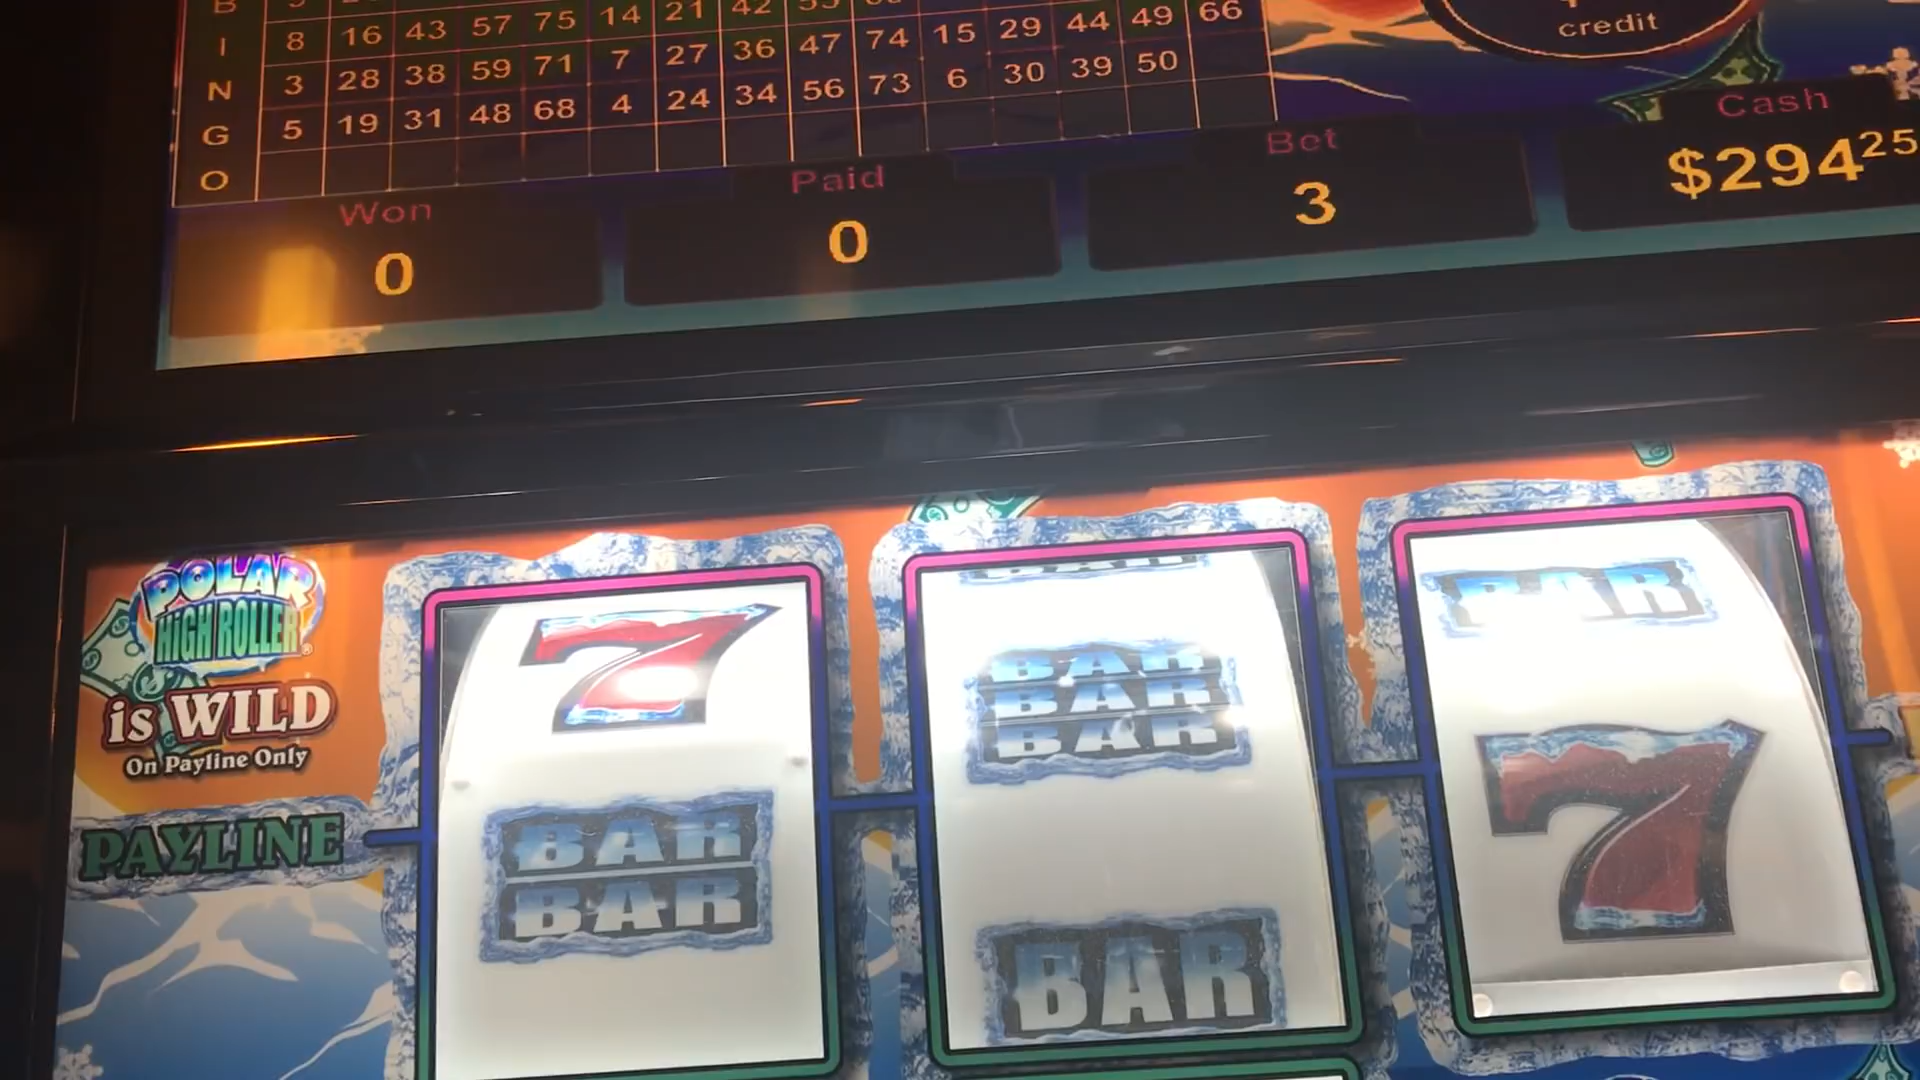 B
I 8 16 43 57 75 14 21 42 66
N 3 28 38 59 71 7 27 36 47 74 15 29 44 49
G 5 19 31 48 68 4 24 34 56 73 6 30 39 50
O
credit
Won
0
Paid
0
Bet
3
Cash
$294 25
POLAR
HIGH ROLLER®
is WILD
On Payline Only
PAYLINE
7
BAR
BAR
BAR
BAR
BAR
BAR
BAR
BAR
7